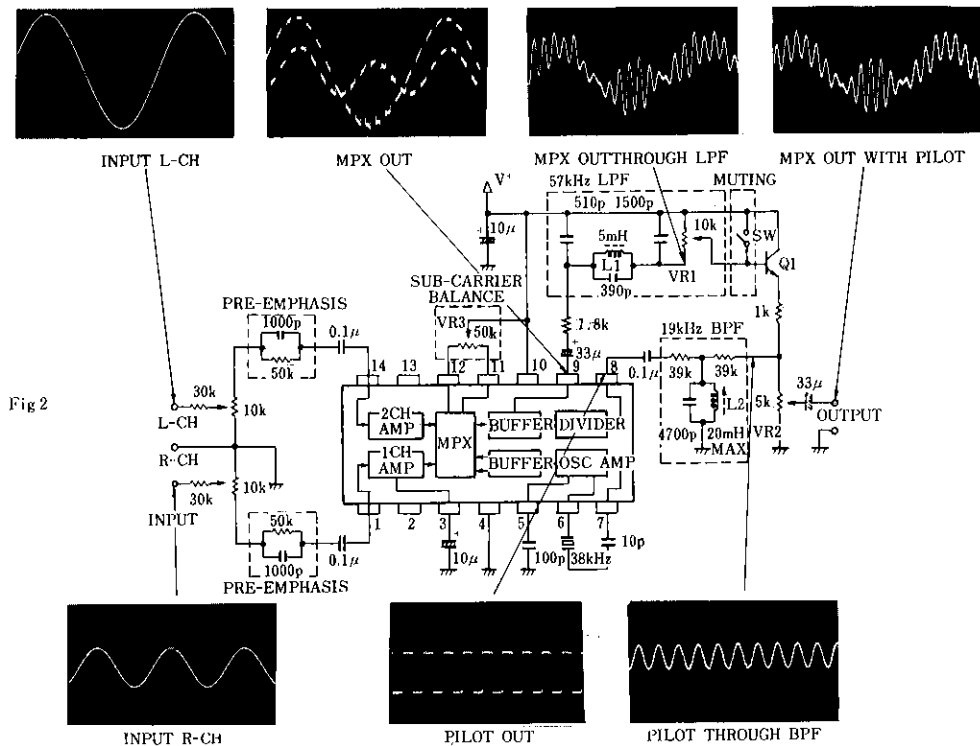 INPUT L-CH
MPX OUT
MPX OUTTHROUGH LPF
MPX OUT WITH PILOT
V+
57kHz LPF
MUTING
510p 1500p
10μ
5mH
10k
SW
L1
Q1
390p
VR1
SUB-CARRIER
BALANCE
PRE-EMPHASIS
1000p
0.1μ
VR3
50k
1.8k
1k
19kHz BPF
50k
33μ
0.1μ
39k
39k
14
13
12
11
10
9
8
33μ
Fig 2
30k
L-CH
10k
2CH
AMP
MPX
BUFFER
DIVIDER
L2
5k
OUTPUT
R-CH
1CH
AMP
BUFFER
OSC AMP
4700p
20mH
MAX
VR2
10k
INPUT
30k
50k
1000p
0.1μ
1
2
3
4
5
6
7
10μ
100p
38kHz
10p
PRE-EMPHASIS
INPUT R-CH
PILOT OUT
PILOT THROUGH BPF